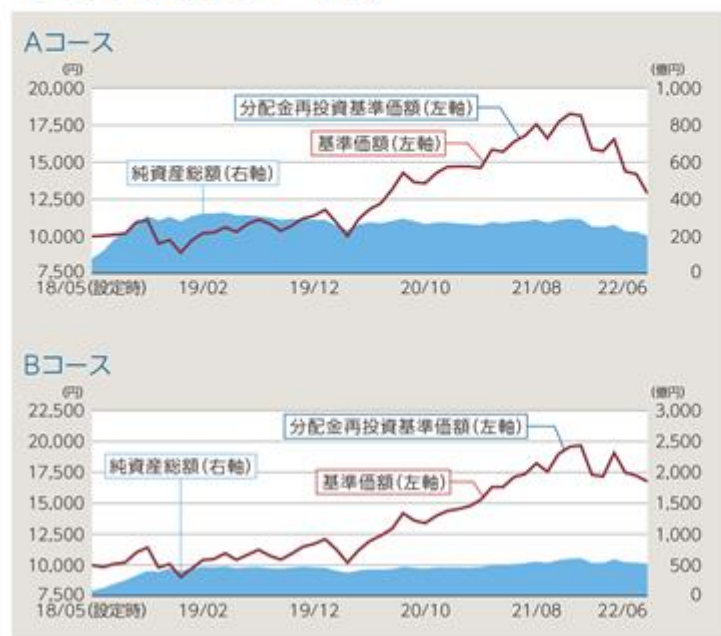 Aコース
(円)
(億円)
20,000
1,000
分配金再投資基準価額(左軸)
17,500
800
基準価額(左軸)
15,000
600
純資産総額(右軸)
12,500
400
10,000
200
7,500
0
18/05(設定時)
19/02
19/12
20/10
21/08
22/06
Bコース
(円)
(億円)
22,500
3,000
分配金再投資基準価額(左軸)
20,000
2,500
純資産総額(右軸)
17,500
2,000
基準価額(左軸)
15,000
1,500
12,500
1,000
10,000
500
7,500
0
18/05(設定時)
19/02
19/12
20/10
21/08
22/06